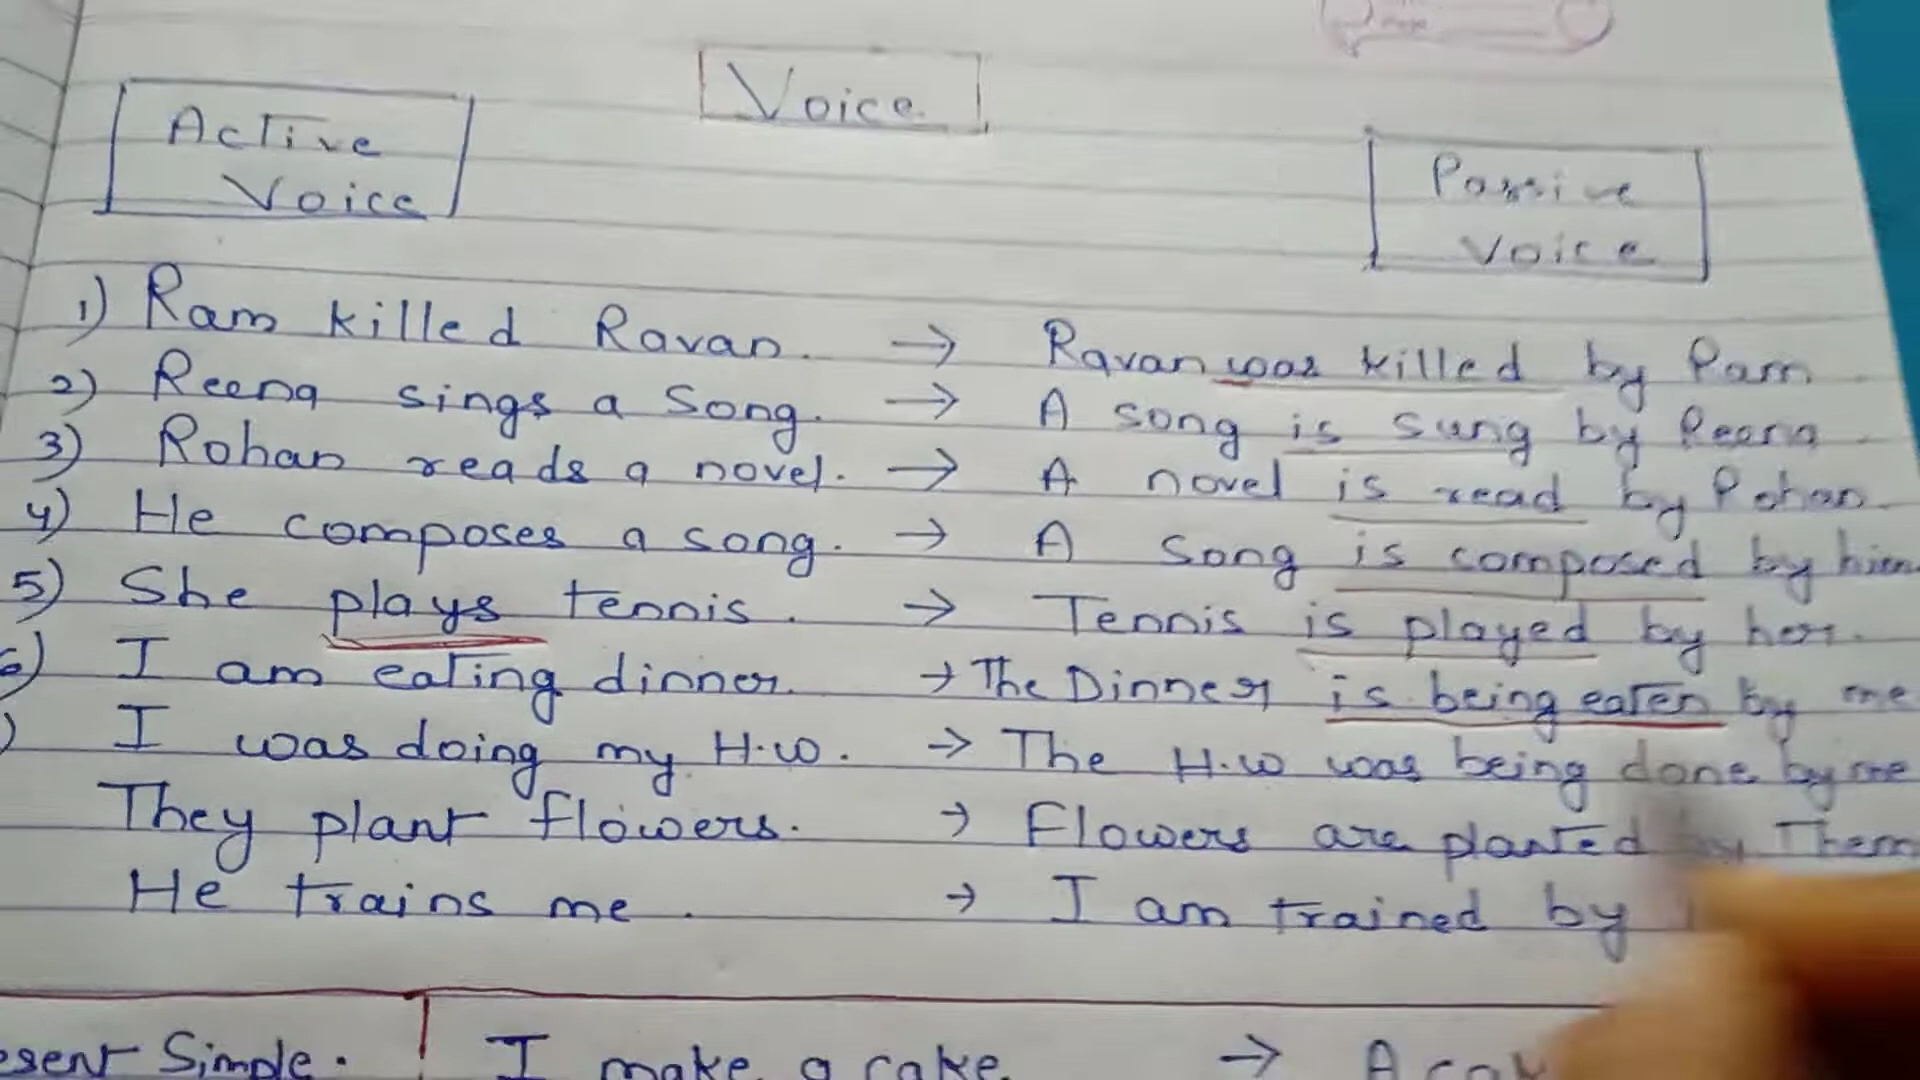 Voice
Active
Voice
Passive
Voice
1) Ram killed Ravan. → Ravan was killed by Ram.
2) Reena sings a song. → A song is sung by Reena.
3) Rohan reads a novel. → A novel is read by Rohan.
4) He composes a song. → A song is composed by him
5) She plays tennis. → Tennis is played by her.
6) I am eating dinner. → The Dinner is being eaten by me
) I was doing my H.w. → The H.w was being done by me
They plant flowers. → Flowers are planted by Them
He trains me. → I am trained by
Simple. I make a cake. → A